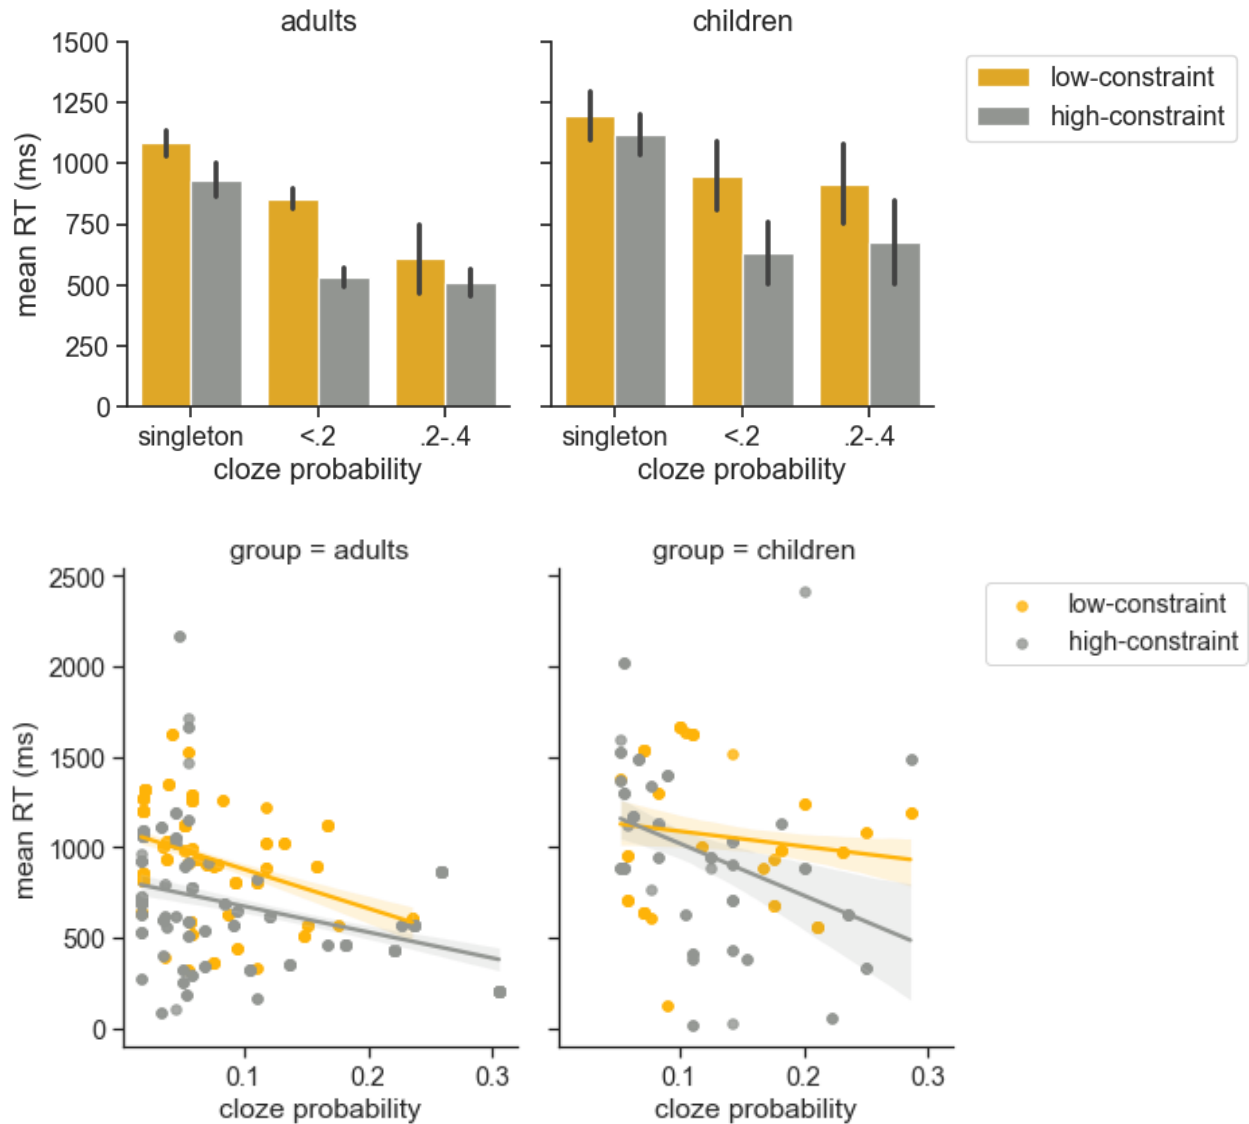 adults
children
1500
1250
1000
750
500
250
0
mean RT (ms)
singleton
<.2
.2-.4
cloze probability
singleton
<.2
.2-.4
cloze probability
low-constraint
high-constraint
group = adults
group = children
2500
2000
1500
1000
500
0
mean RT (ms)
0.1
0.2
0.3
cloze probability
0.1
0.2
0.3
cloze probability
low-constraint
high-constraint